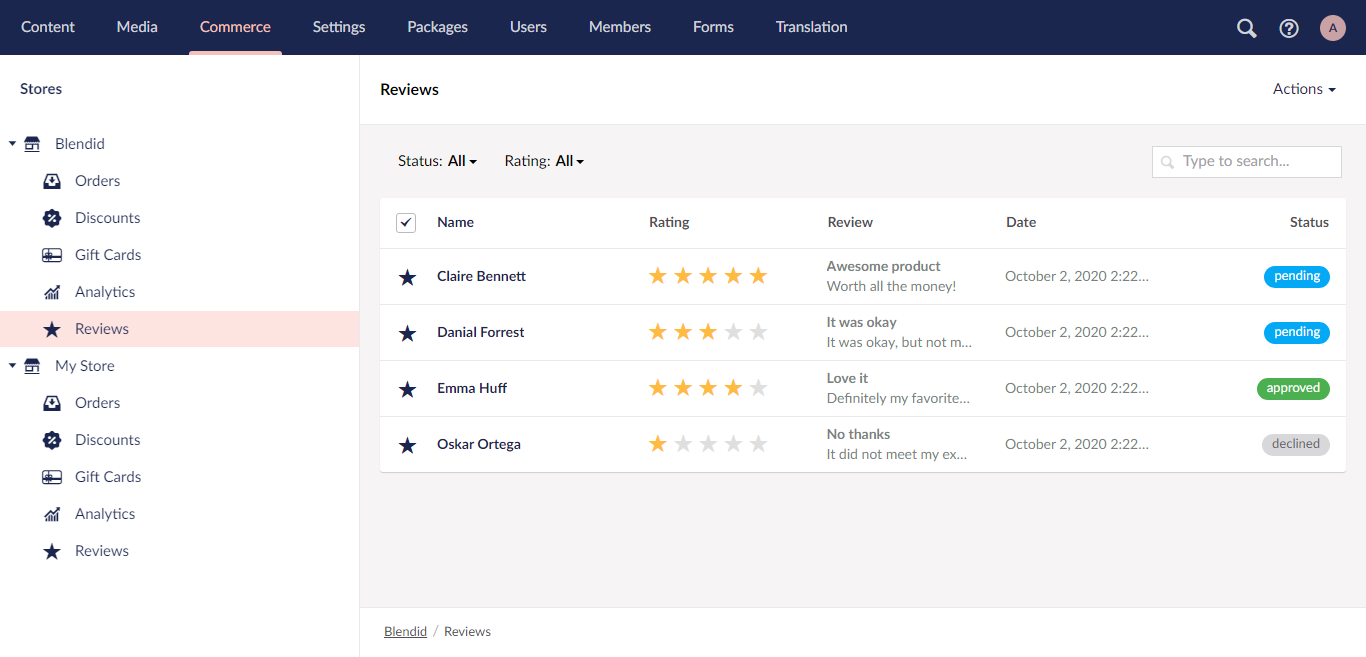 Content Media Commerce Settings Packages Users Members Forms Translation A
Stores
Blendid
Orders
Discounts
Gift Cards
Analytics
Reviews
My Store
Orders
Discounts
Gift Cards
Analytics
Reviews
Reviews Actions
Status: All Rating: All Type to search...
Name Rating Review Date Status
Claire Bennett Awesome product October 2, 2020 2:22... pending
Worth all the money!
Danial Forrest It was okay October 2, 2020 2:22... pending
It was okay, but not m...
Emma Huff Love it October 2, 2020 2:22... approved
Definitely my favorite...
Oskar Ortega No thanks October 2, 2020 2:22... declined
It did not meet my ex...
Blendid / Reviews